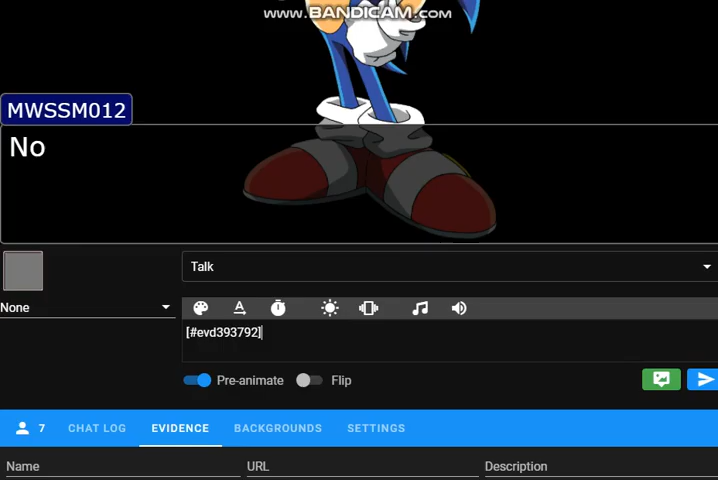 www.BANDICAM.com
MWSSM012
No
Talk
None
[#evd393792]
Pre-animate Flip
7 CHAT LOG EVIDENCE BACKGROUNDS SETTINGS
Name URL Description